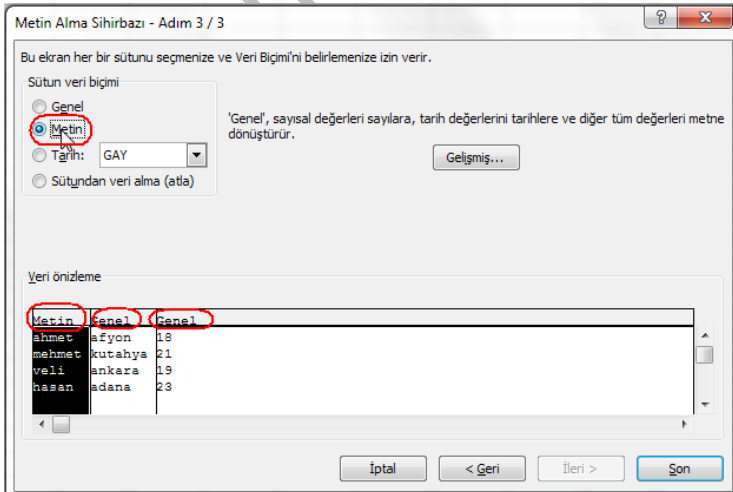 Metin Alma Sihirbazı - Adım 3 / 3
Bu ekran her bir sütunu seçmenize ve Veri Biçimi'ni belirlemenize izin verir.
Sütun veri biçimi
Genel
Metin
Tarih: GAY
Sütundan veri alma (atla)
'Genel', sayısal değerleri sayılara, tarih değerlerini tarihlere ve diğer tüm değerleri metne
dönüştürür.
Gelişmiş...
Veri önizleme
Metin Genel Genel
ahmet afyon 18
mehmet kutahya 21
veli ankara 19
hasan adana 23
İptal < Geri İleri > Son